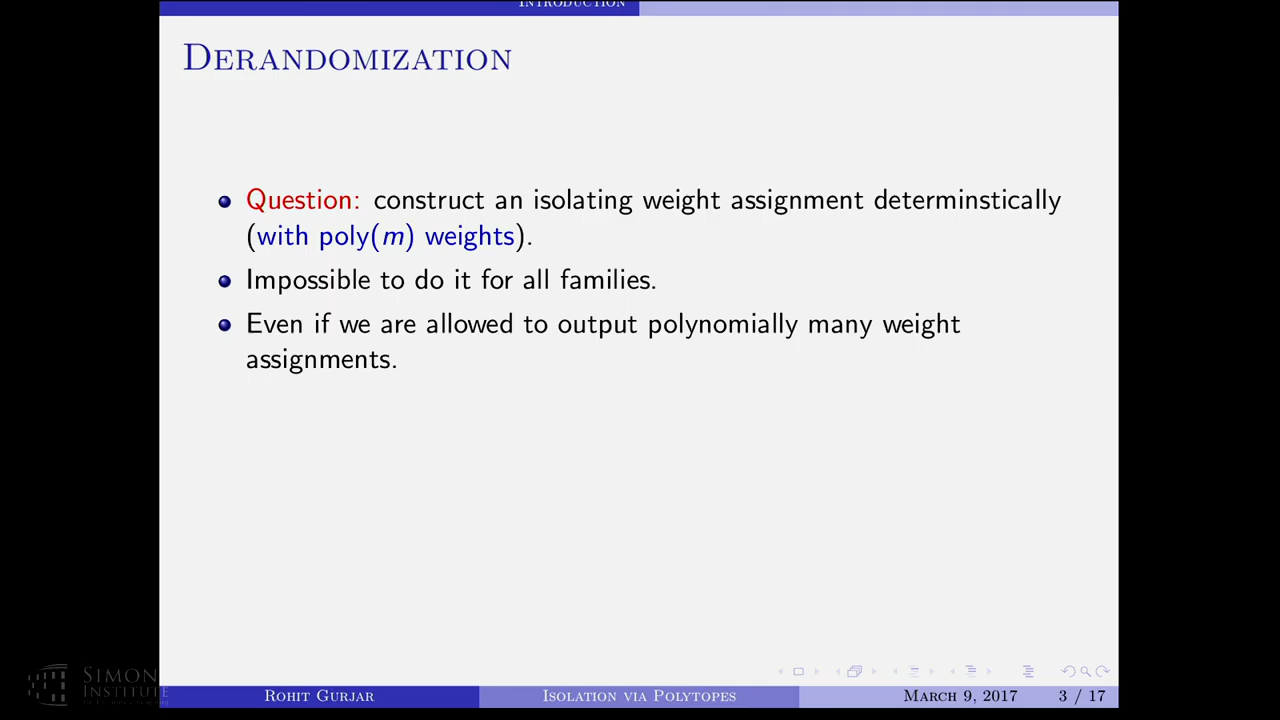 INTRODUCTION
DERANDOMIZATION
Question: construct an isolating weight assignment determinstically
(with poly(m) weights).
Impossible to do it for all families.
Even if we are allowed to output polynomially many weight
assignments.
SIMON
INSTITUTE
ROHIT GURJAR
ISOLATION VIA POLYTOPES
MARCH 9, 2017
3 / 17